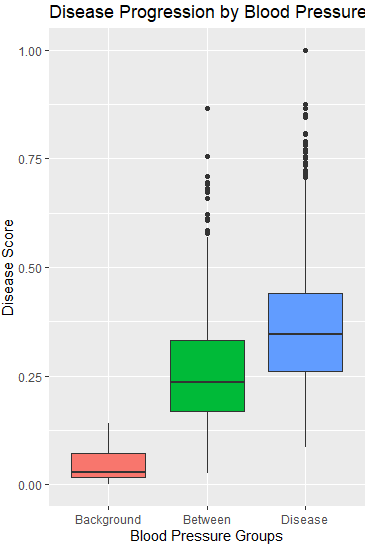 Disease Progression by Blood Pressure
1.00
0.75
0.50
0.25
0.00
Disease Score
Background Between Disease
Blood Pressure Groups